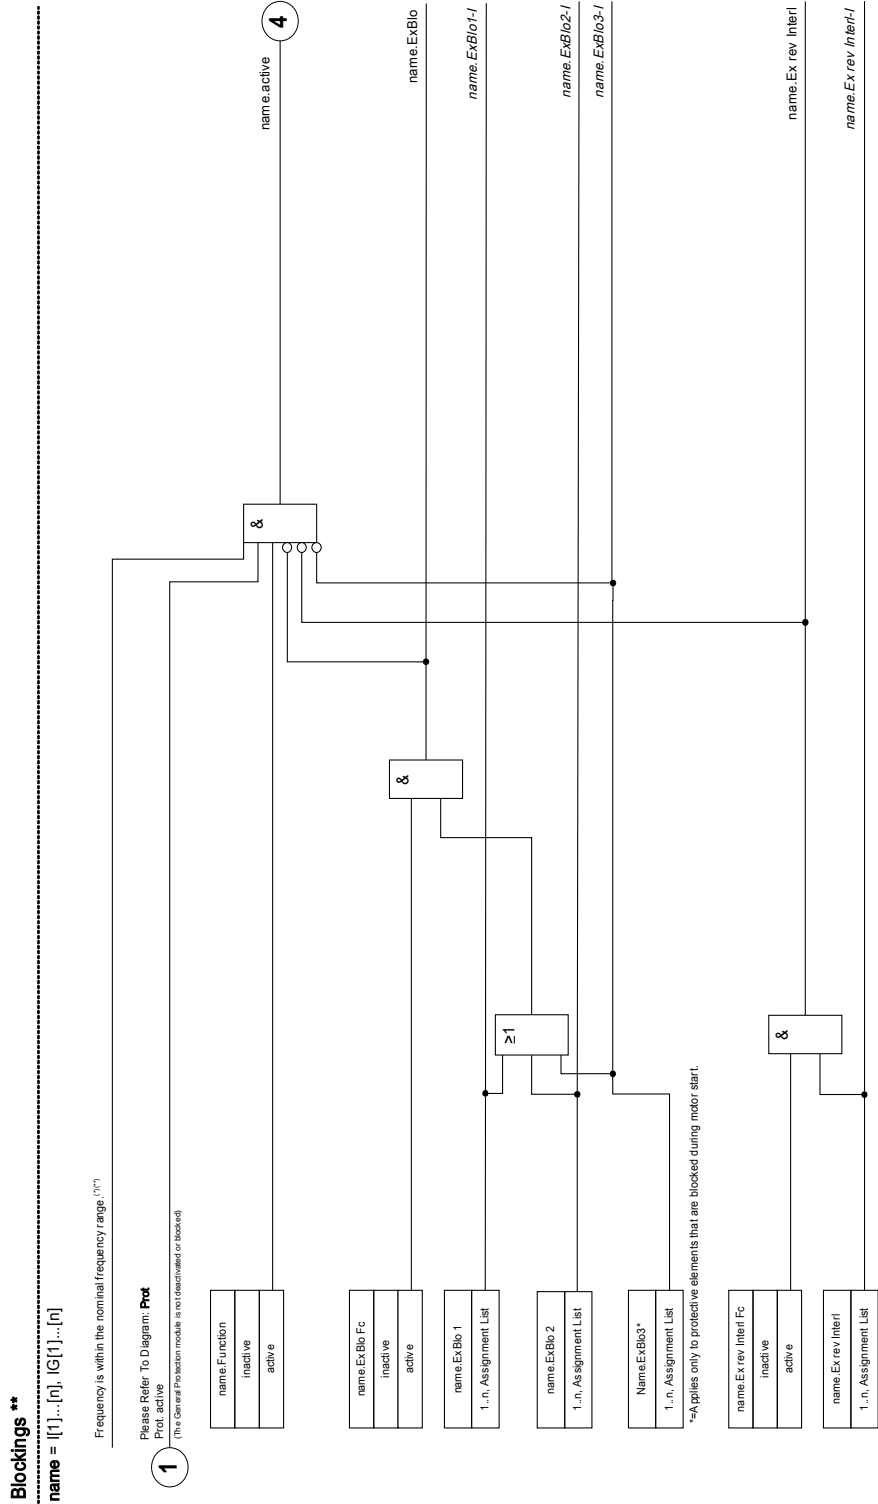 Blockings **
name = I[1]...[n], IG[1]...[n]
Frequency is within the nominal frequency range.(*)(**)
Please Refer To Diagram: Prot
Prot. active
(The General Protection module is not deactivated or blocked)
1
name.Function
inactive
active
name.ExBlo Fc
inactive
active
name.ExBlo 1
1..n, Assignment List
name.ExBlo 2
1..n, Assignment List
Name.ExBlo3*
1..n, Assignment List
*=Applies only to protective elements that are blocked during motor start.
name.Ex rev Interl Fc
inactive
active
name.Ex rev Interl
1..n, Assignment List
≥1
&
&
&
name.active
4
name.ExBlo
name.ExBlo1-I
name.ExBlo2-I
name.ExBlo3-I
name.Ex rev Interl
name.Ex rev Interl-I